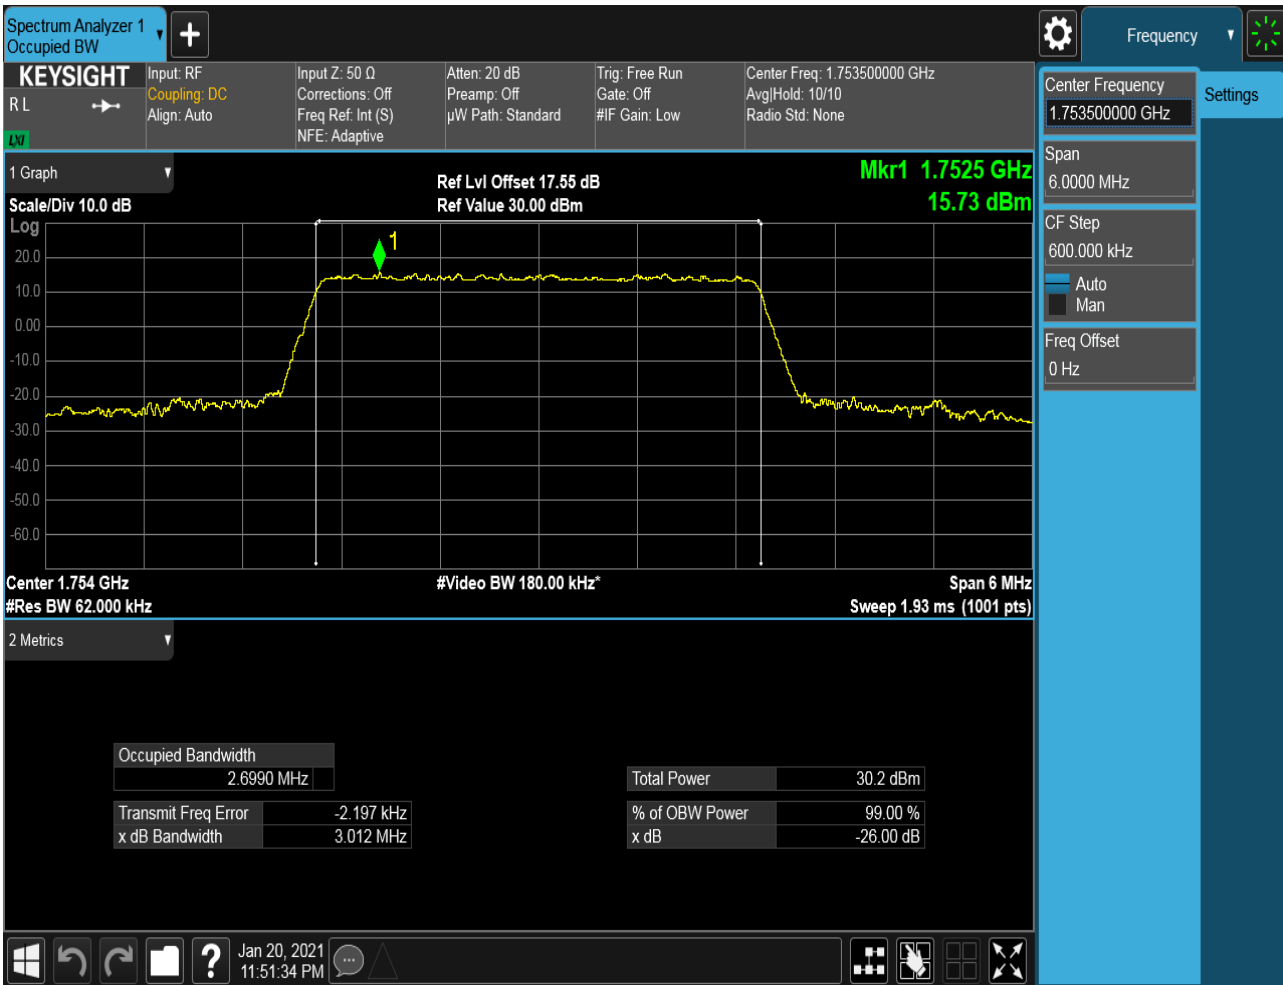 Spectrum Analyzer 1
Occupied BW
Frequency
KEYSIGHT
R L
LXI
Input: RF
Coupling: DC
Align: Auto
Input Z: 50 Ω
Corrections: Off
Freq Ref: Int (S)
NFE: Adaptive
Atten: 20 dB
Preamp: Off
µW Path: Standard
Trig: Free Run
Gate: Off
#IF Gain: Low
Center Freq: 1.753500000 GHz
Avg|Hold: 10/10
Radio Std: None
Center Frequency
1.753500000 GHz
Settings
Span
6.0000 MHz
CF Step
600.000 kHz
Auto
Man
Freq Offset
0 Hz
1 Graph
Scale/Div 10.0 dB
Ref Lvl Offset 17.55 dB
Ref Value 30.00 dBm
Mkr1 1.7525 GHz
15.73 dBm
Log
1
20.0
10.0
0.00
-10.0
-20.0
-30.0
-40.0
-50.0
-60.0
Center 1.754 GHz
#Video BW 180.00 kHz*
Span 6 MHz
#Res BW 62.000 kHz
Sweep 1.93 ms (1001 pts)
2 Metrics
Occupied Bandwidth
2.6990 MHz
Total Power 30.2 dBm
Transmit Freq Error -2.197 kHz
% of OBW Power 99.00 %
x dB Bandwidth 3.012 MHz
x dB -26.00 dB
?
Jan 20, 2021
11:51:34 PM